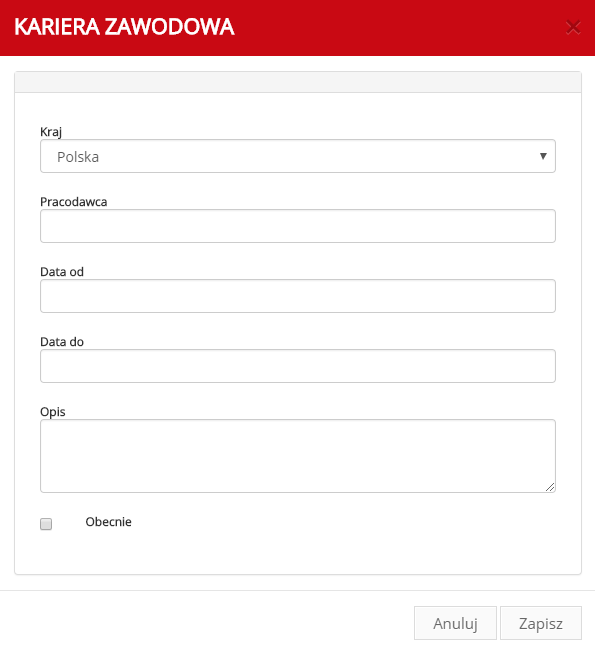 KARIERA ZAWODOWA
Kraj
Polska
Pracodawca
Data od
Data do
Opis
Obecnie
Anuluj Zapisz